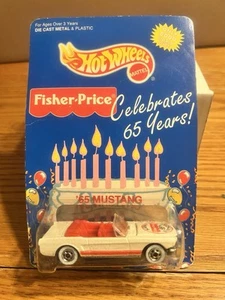 For Ages Over 3 Years
DIE CAST METAL & PLASTIC
Hot Wheels
MATTEL
Fisher-Price
Celebrates
65 Years!
'65 MUSTANG